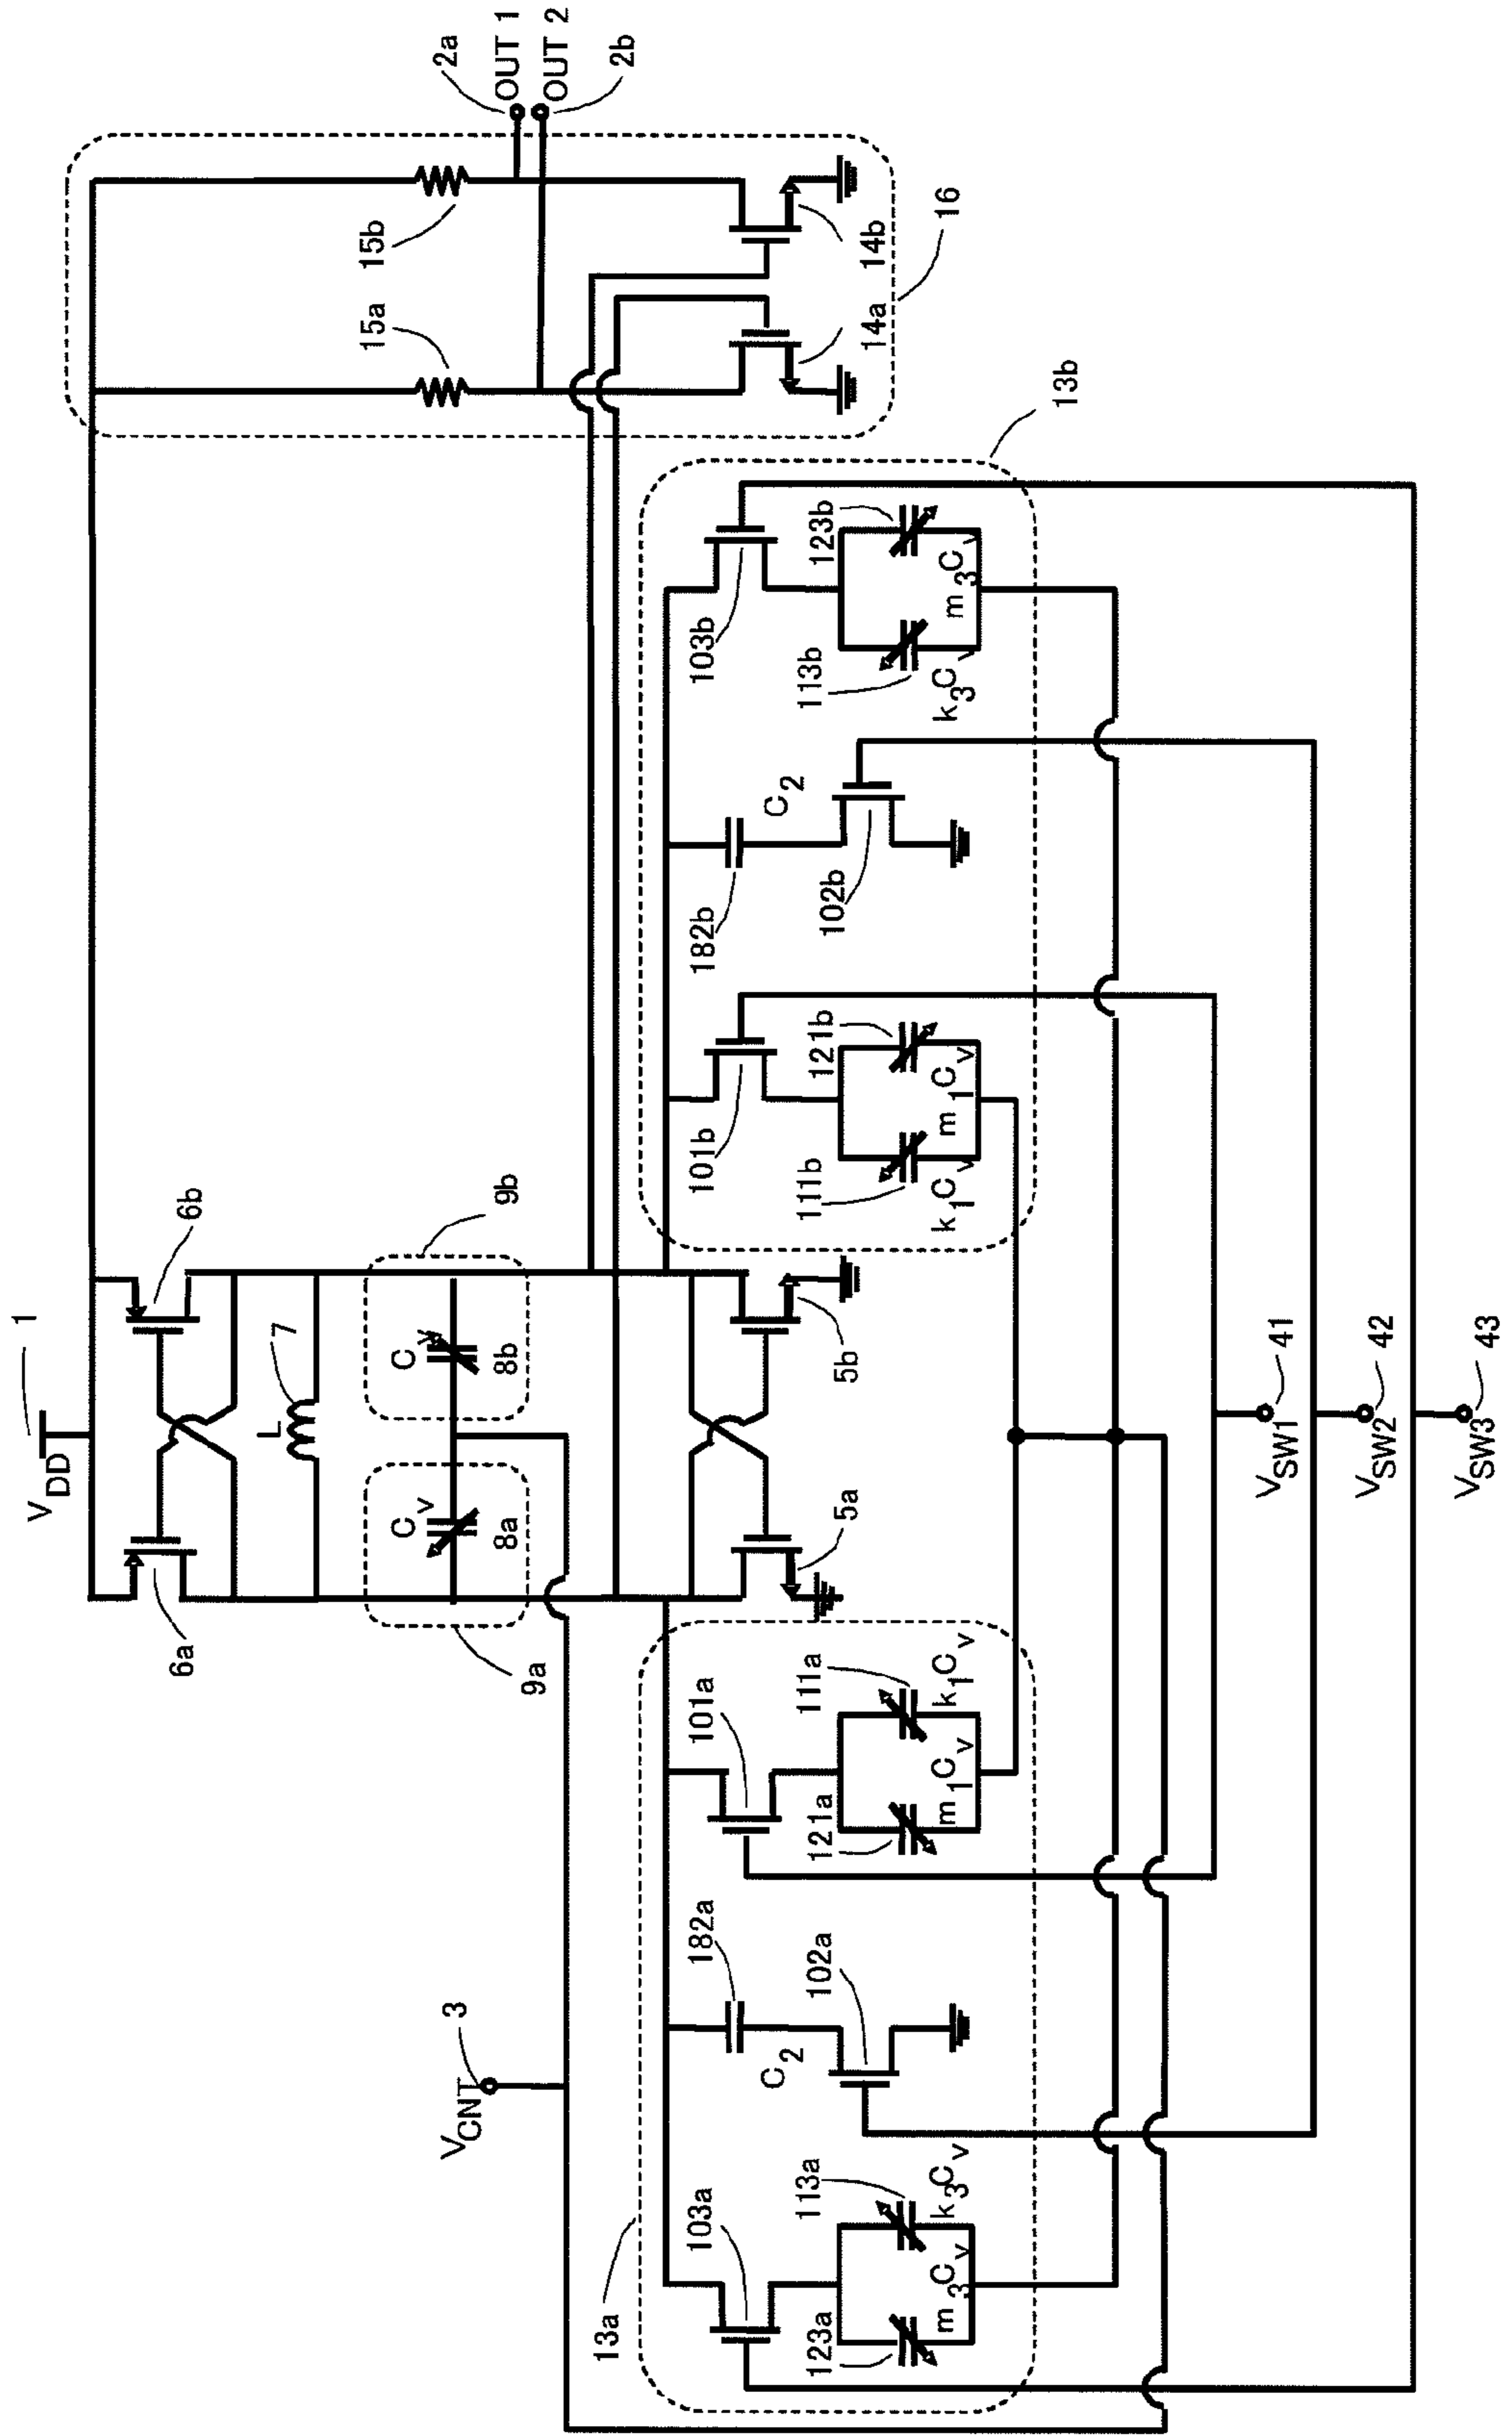 VDD
1
6a
6b
L
7
9a
9b
Cv
8a
Cv
8b
VCNT
3
5a
5b
15a
15b
2a
OUT 1
OUT 2
2b
14a
14b
16
13a
103a
123a
m3Cv
113a
k3Cv
182a
C2
102a
101a
121a
m1Cv
111a
k1Cv
13b
101b
111b
k1Cv
121b
m1Cv
182b
C2
102b
103b
113b
k3Cv
123b
m3Cv
VSW1
41
VSW2
42
VSW3
43